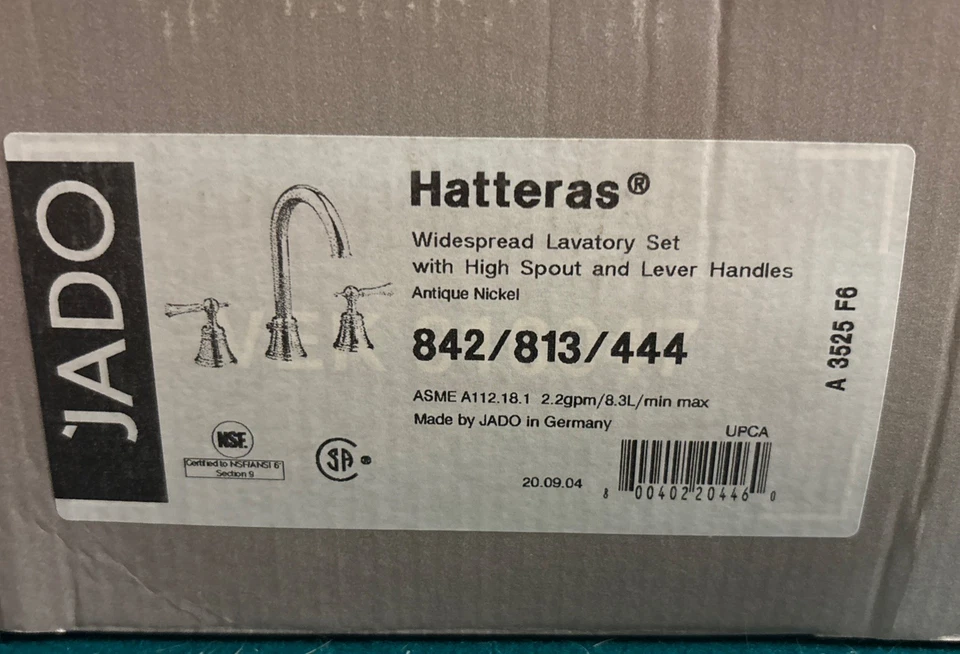 JADO
Hatteras®
Widespread Lavatory Set
with High Spout and Lever Handles
Antique Nickel
842/813/444
ASME A112.18.1 2.2gpm/8.3L/min max
Made by JADO in Germany
A 3525 F6
NSF.
Certified to NSF/ANSI 6'
Section 9
SA ®
UPCA
20.09.04
8 00402 20446 0